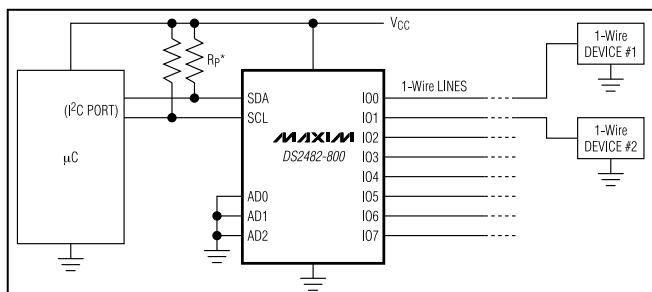 VCC
RP*
1-Wire
DEVICE #1
1-Wire LINES
(I²C PORT)
SDA
IO0
SCL
IO1
1-Wire
DEVICE #2
MAXIM
IO2
µC
DS2482-800
IO3
IO4
AD0
IO5
AD1
IO6
AD2
IO7